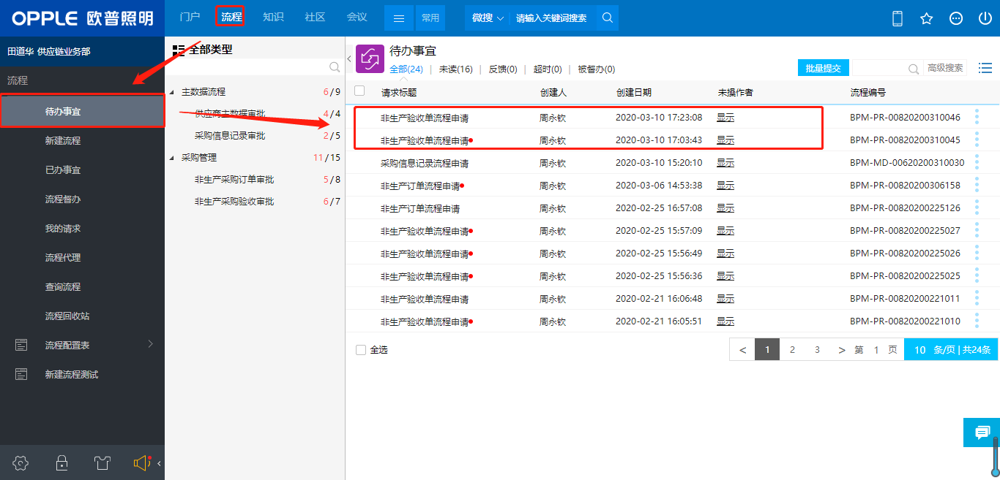 OPPLE 欧普照明
门户 流程 知识 社区 会议 常用 微搜 请输入关键词搜索
田道华 供应链业务部
流程
待办事宜
新建流程
已办事宜
流程督办
我的请求
流程代理
查询流程
流程回收站
流程配置表
新建流程测试
全部类型
主数据流程 6/9
供应商主数据审批 4/4
采购信息记录审批 2/5
采购管理 11/15
非生产采购订单审批 5/8
非生产采购验收审批 6/7
待办事宜
全部(24) | 未读(16) | 反馈(0) | 超时(0) | 被督办(0)
批量提交 高级搜索
请求标题 创建人 创建日期 未操作者 流程编号
非生产验收单流程申请 周永钦 2020-03-10 17:23:08 显示 BPM-PR-00820200310046
非生产验收单流程申请 周永钦 2020-03-10 17:03:43 显示 BPM-PR-00820200310045
采购信息记录流程申请 周永钦 2020-03-10 15:20:10 显示 BPM-MD-00620200310030
非生产订单流程申请 周永钦 2020-03-06 14:53:38 显示 BPM-PR-00820200306158
非生产订单流程申请 周永钦 2020-02-25 16:57:08 显示 BPM-PR-00820200225126
非生产验收单流程申请 周永钦 2020-02-25 15:57:09 显示 BPM-PR-00820200225027
非生产验收单流程申请 周永钦 2020-02-25 15:56:49 显示 BPM-PR-00820200225026
非生产验收单流程申请 周永钦 2020-02-25 15:56:36 显示 BPM-PR-00820200225025
非生产验收单流程申请 周永钦 2020-02-21 16:06:48 显示 BPM-PR-00820200221011
非生产验收单流程申请 周永钦 2020-02-21 16:05:51 显示 BPM-PR-00820200221010
全选
< 1 2 3 > 第 1 页 10 条/页 | 共24条